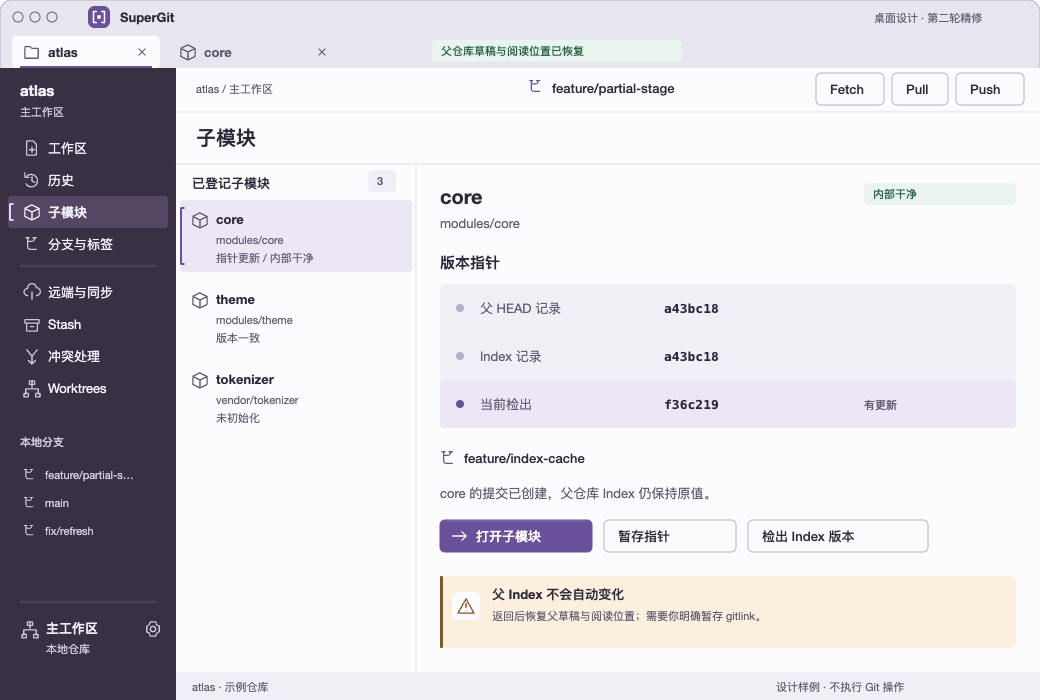 SuperGit
桌面设计 · 第二轮精修
atlas
core
父仓库草稿与阅读位置已恢复
atlas
主工作区
工作区
历史
子模块
分支与标签
远端与同步
Stash
冲突处理
Worktrees
本地分支
feature/partial-s…
main
fix/refresh
主工作区
本地仓库
atlas / 主工作区
feature/partial-stage
Fetch
Pull
Push
子模块
已登记子模块
3
core
modules/core
指针更新 / 内部干净
theme
modules/theme
版本一致
tokenizer
vendor/tokenizer
未初始化
core
内部干净
modules/core
版本指针
父 HEAD 记录 a43bc18
Index 记录 a43bc18
当前检出 f36c219 有更新
feature/index-cache
core 的提交已创建，父仓库 Index 仍保持原值。
打开子模块
暂存指针
检出 Index 版本
父 Index 不会自动变化
返回后恢复父草稿与阅读位置；需要你明确暂存 gitlink。
atlas · 示例仓库
设计样例 · 不执行 Git 操作